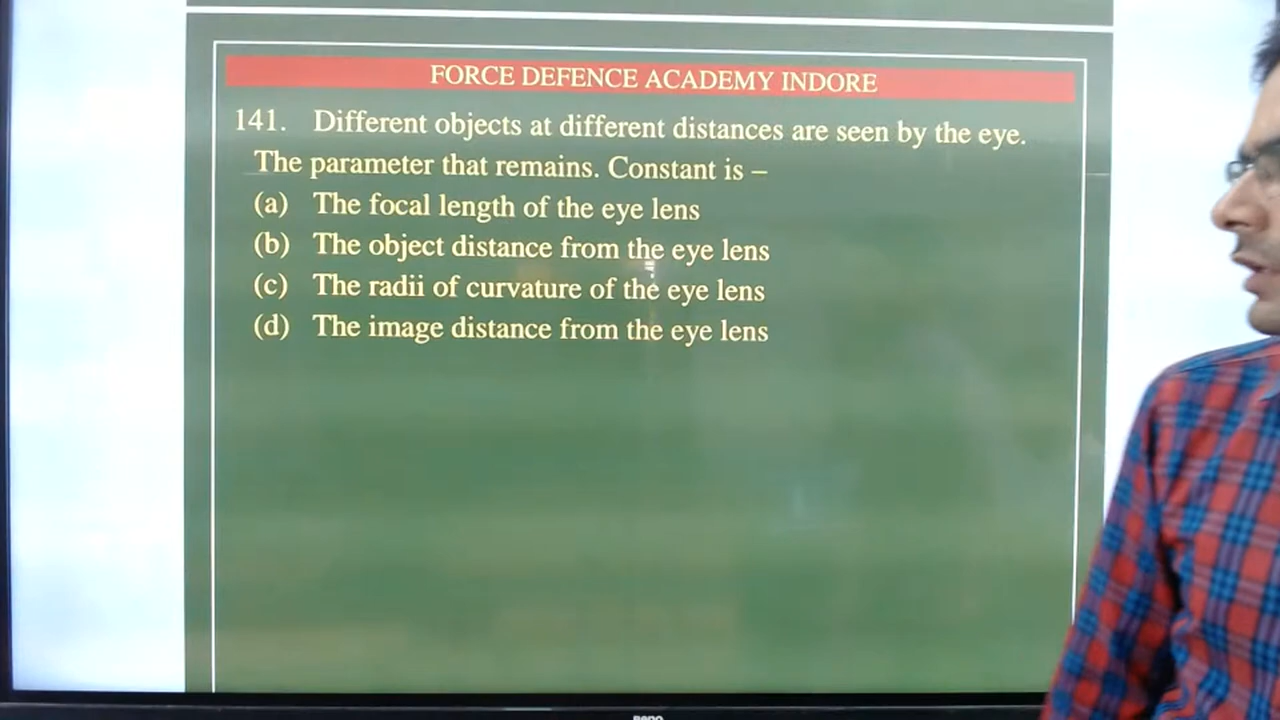 FORCE DEFENCE ACADEMY INDORE
141. Different objects at different distances are seen by the eye.
The parameter that remains. Constant is –
(a) The focal length of the eye lens
(b) The object distance from the eye lens
(c) The radii of curvature of the eye lens
(d) The image distance from the eye lens
BenQ